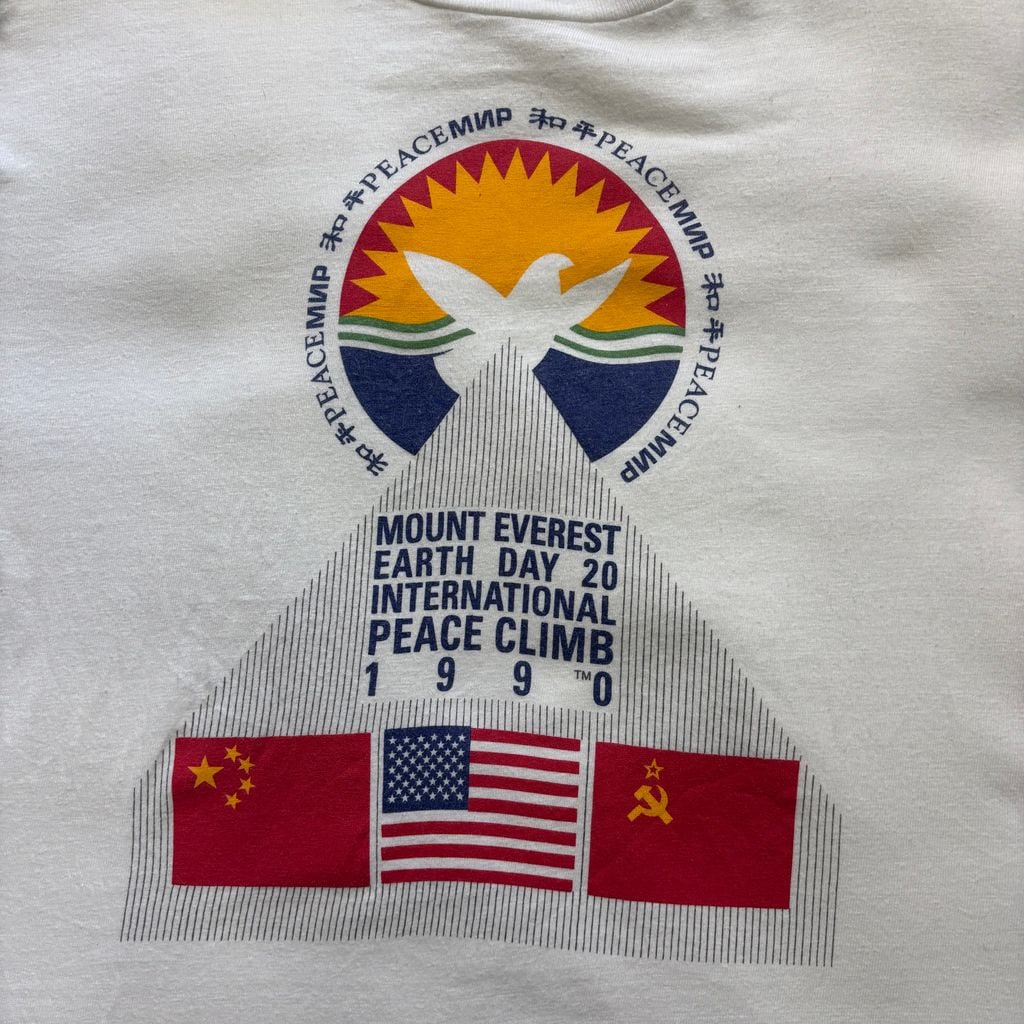 和平PEACEМИР 和平PEACEМИР 和平PEACEМИР 和平PEACEМИР
MOUNT EVEREST
EARTH DAY 20
INTERNATIONAL
PEACE CLIMB
1 9 9 ™0